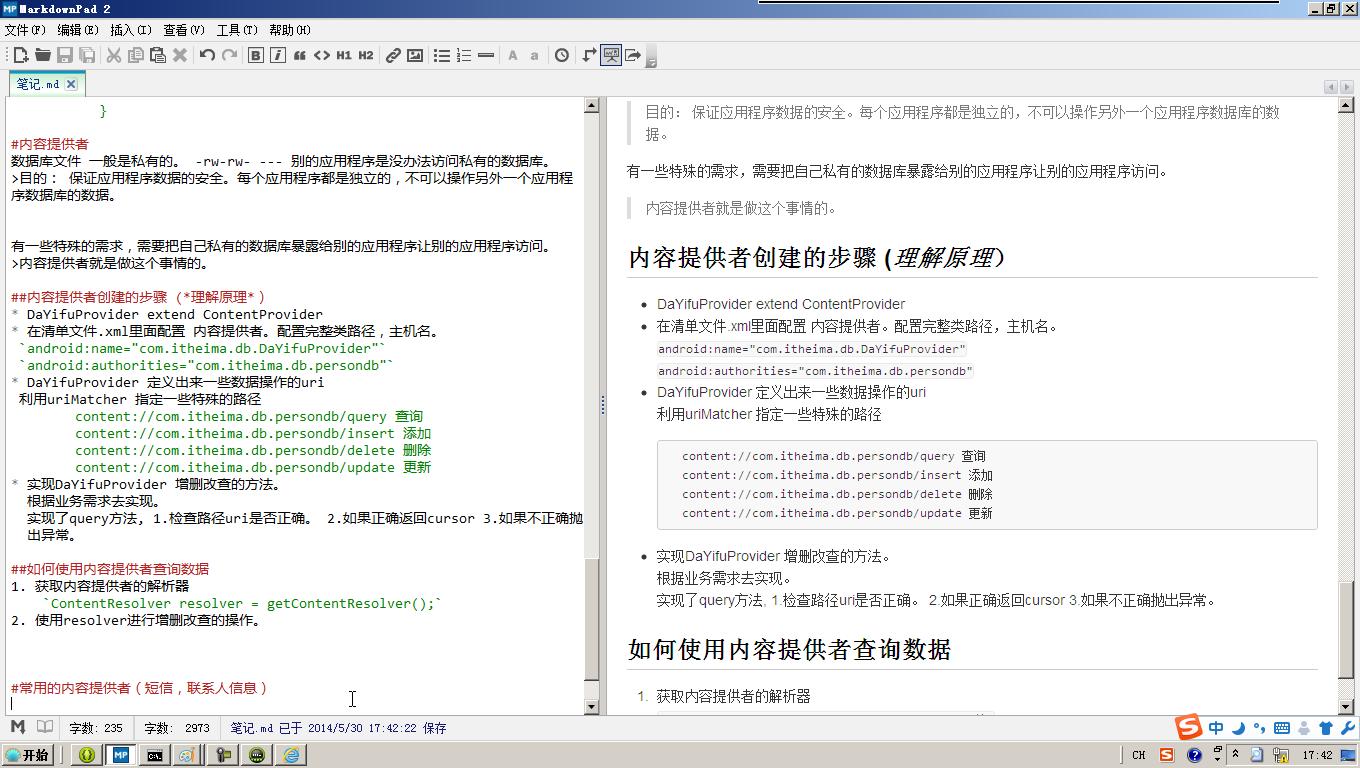 MarkdownPad 2
文件(F) 编辑(E) 插入(I) 查看(V) 工具(T) 帮助(H)
B i H1 H2 A a
笔记.md
}
#内容提供者
数据库文件 一般是私有的。 -rw-rw- --- 别的应用程序是没办法访问私有的数据库。
>目的： 保证应用程序数据的安全。每个应用程序都是独立的，不可以操作另外一个应用程
序数据库的数据。
有一些特殊的需求，需要把自己私有的数据库暴露给别的应用程序让别的应用程序访问。
>内容提供者就是做这个事情的。
##内容提供者创建的步骤 (*理解原理*）
* DaYifuProvider extend ContentProvider
* 在清单文件.xml里面配置 内容提供者。配置完整类路径，主机名。
`android:name="com.itheima.db.DaYifuProvider"`
`android:authorities="com.itheima.db.persondb"`
* DaYifuProvider 定义出来一些数据操作的uri
利用uriMatcher 指定一些特殊的路径
content://com.itheima.db.persondb/query 查询
content://com.itheima.db.persondb/insert 添加
content://com.itheima.db.persondb/delete 删除
content://com.itheima.db.persondb/update 更新
* 实现DaYifuProvider 增删改查的方法。
根据业务需求去实现。
实现了query方法, 1.检查路径uri是否正确。 2.如果正确返回cursor 3.如果不正确抛
出异常。
##如何使用内容提供者查询数据
1. 获取内容提供者的解析器
`ContentResolver resolver = getContentResolver();`
2. 使用resolver进行增删改查的操作。
#常用的内容提供者（短信，联系人信息）
目的： 保证应用程序数据的安全。每个应用程序都是独立的，不可以操作另外一个应用程序数据库的数
据。
有一些特殊的需求，需要把自己私有的数据库暴露给别的应用程序让别的应用程序访问。
内容提供者就是做这个事情的。
内容提供者创建的步骤 (理解原理）
DaYifuProvider extend ContentProvider
在清单文件.xml里面配置 内容提供者。配置完整类路径，主机名。
android:name="com.itheima.db.DaYifuProvider"
android:authorities="com.itheima.db.persondb"
DaYifuProvider 定义出来一些数据操作的uri
利用uriMatcher 指定一些特殊的路径
content://com.itheima.db.persondb/query 查询
content://com.itheima.db.persondb/insert 添加
content://com.itheima.db.persondb/delete 删除
content://com.itheima.db.persondb/update 更新
实现DaYifuProvider 增删改查的方法。
根据业务需求去实现。
实现了query方法, 1.检查路径uri是否正确。 2.如果正确返回cursor 3.如果不正确抛出异常。
如何使用内容提供者查询数据
1. 获取内容提供者的解析器
字数: 235 字数: 2973 笔记.md 已于 2014/5/30 17:42:22 保存
中
开始 MP CH 17:42